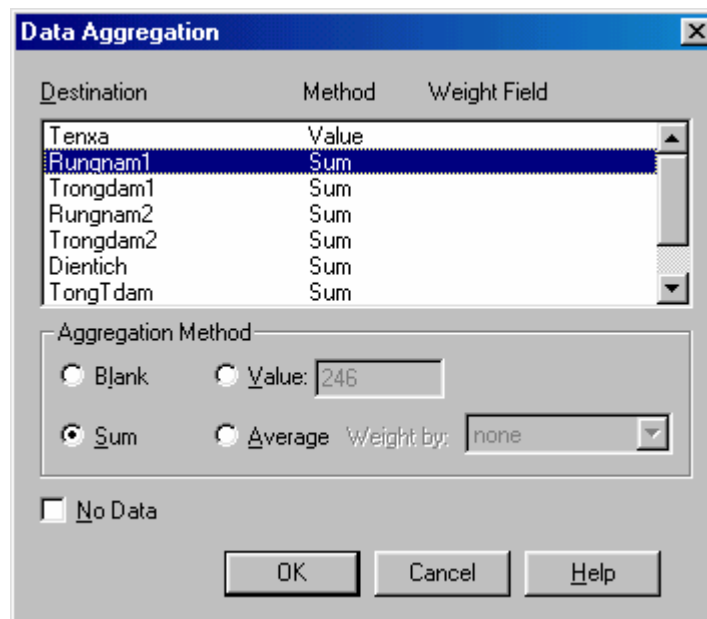 Data Aggregation
Destination Method Weight Field
Tenxa Value
Rungnam1 Sum
Trongdam1 Sum
Rungnam2 Sum
Trongdam2 Sum
Dientich Sum
TongTdam Sum
Aggregation Method
Blank Value: 246
Sum Average Weight by: none
No Data
OK Cancel Help